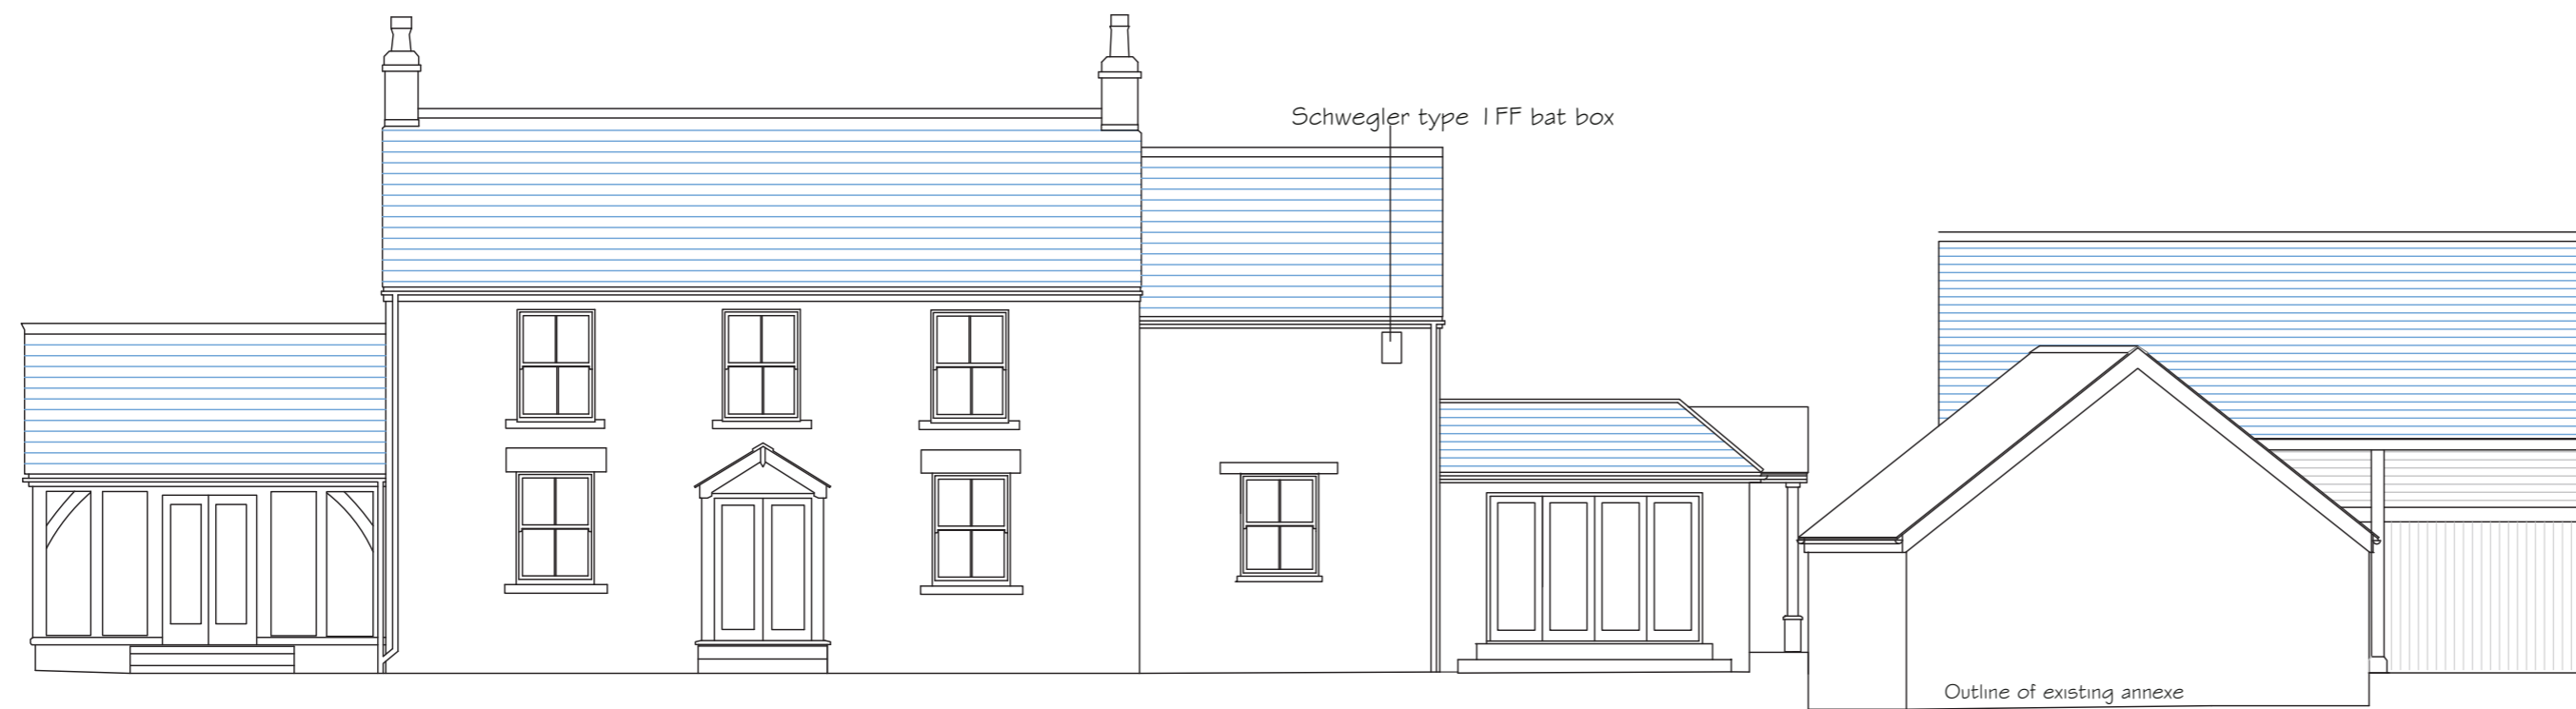 Schwegler type 1FF bat box
Outline of existing annexe